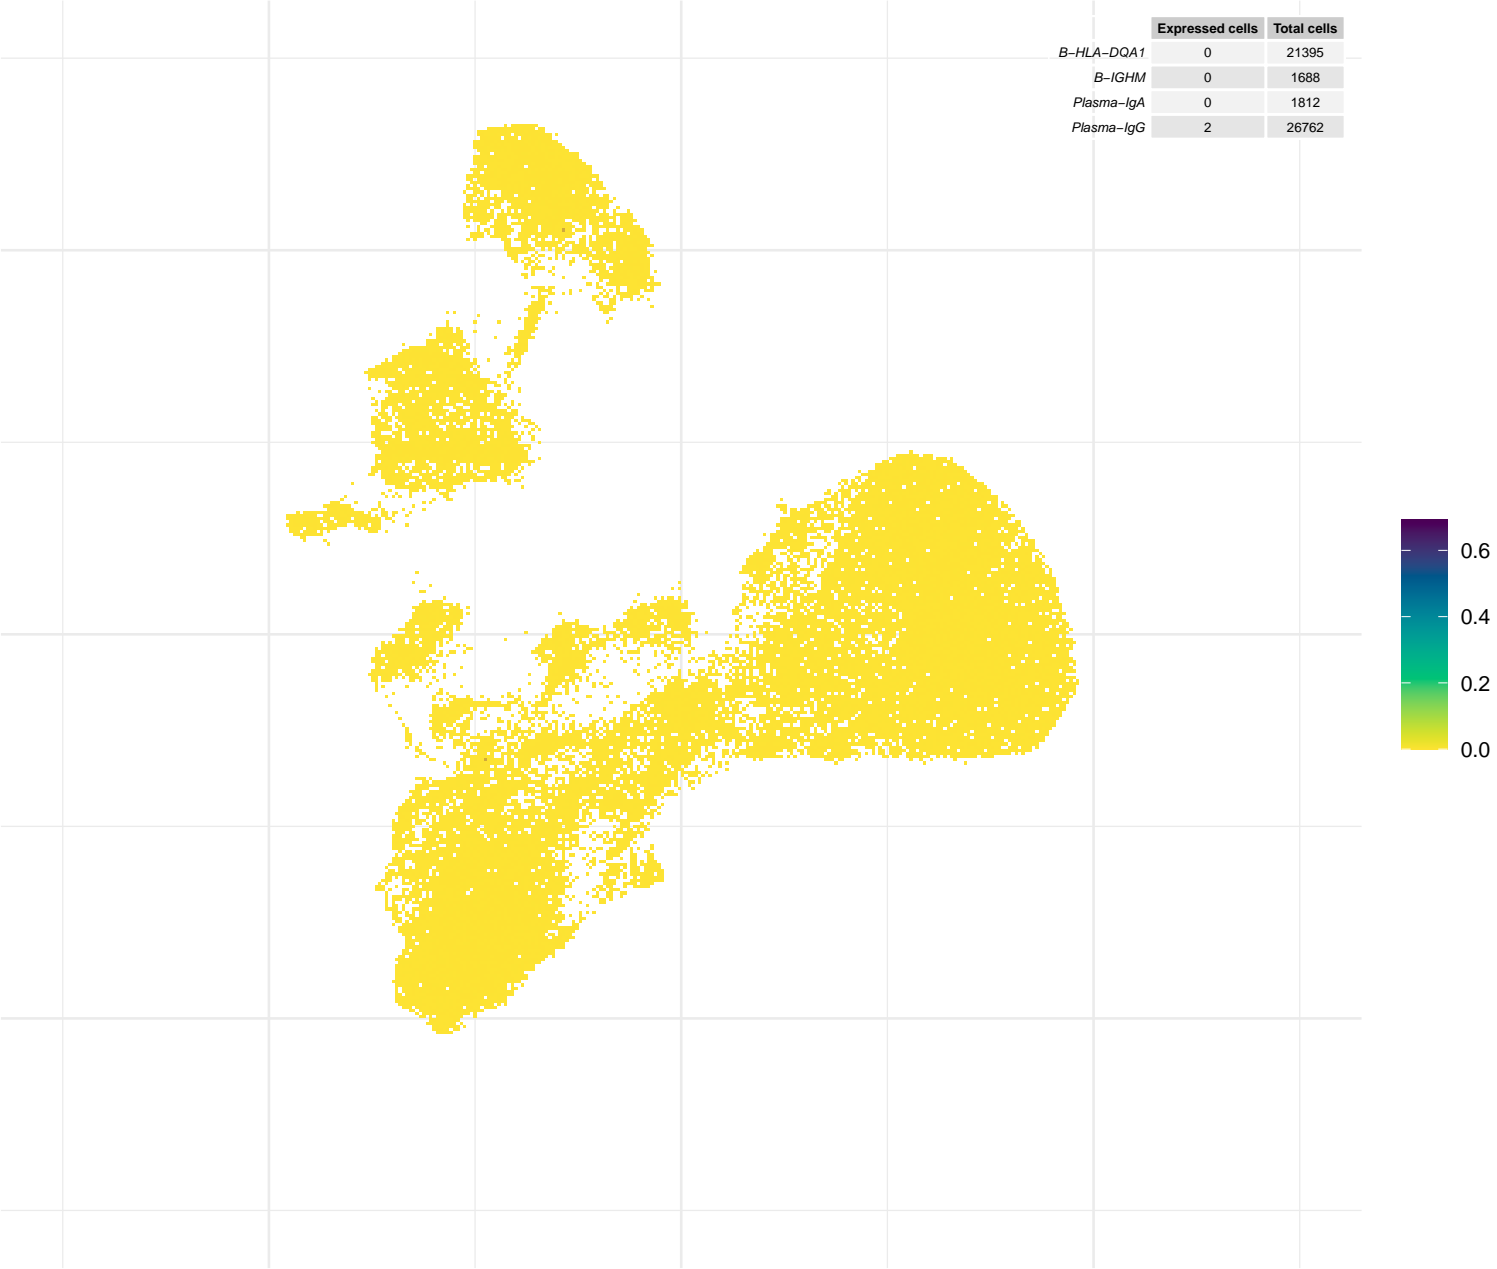 Expressed cells Total cells
B−HLA−DQA1 0 21395
B−IGHM 0 1688
Plasma−IgA 0 1812
Plasma−IgG 2 26762
0.6
0.4
0.2
0.0